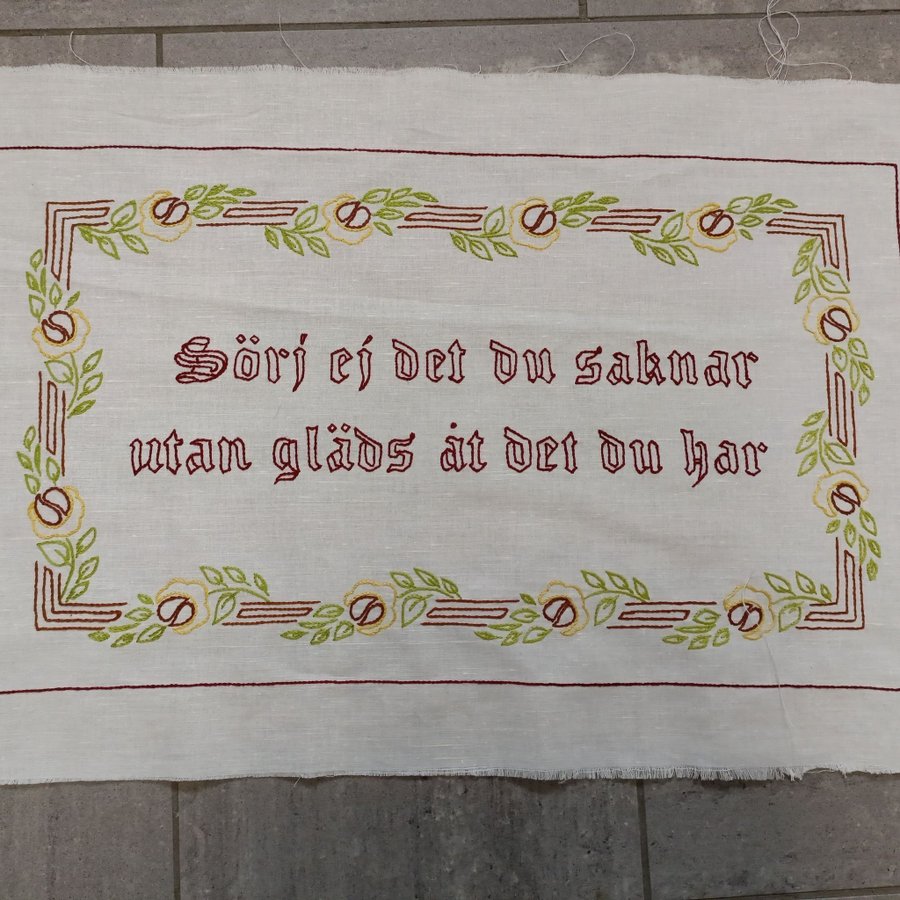 Sörj ej det du saknar
utan gläds åt det du har